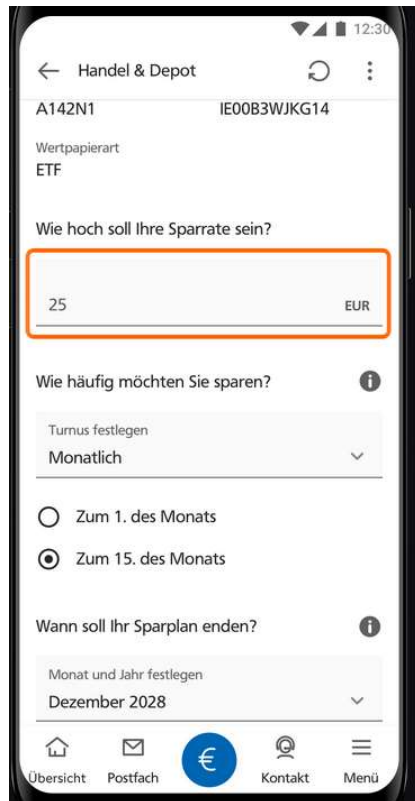 12:30
Handel & Depot
A142N1 IE00B3WJKG14
Wertpapierart
ETF
Wie hoch soll Ihre Sparrate sein?
25 EUR
Wie häufig möchten Sie sparen?
Turnus festlegen
Monatlich
Zum 1. des Monats
Zum 15. des Monats
Wann soll Ihr Sparplan enden?
Monat und Jahr festlegen
Dezember 2028
€
Übersicht Postfach Kontakt Menü